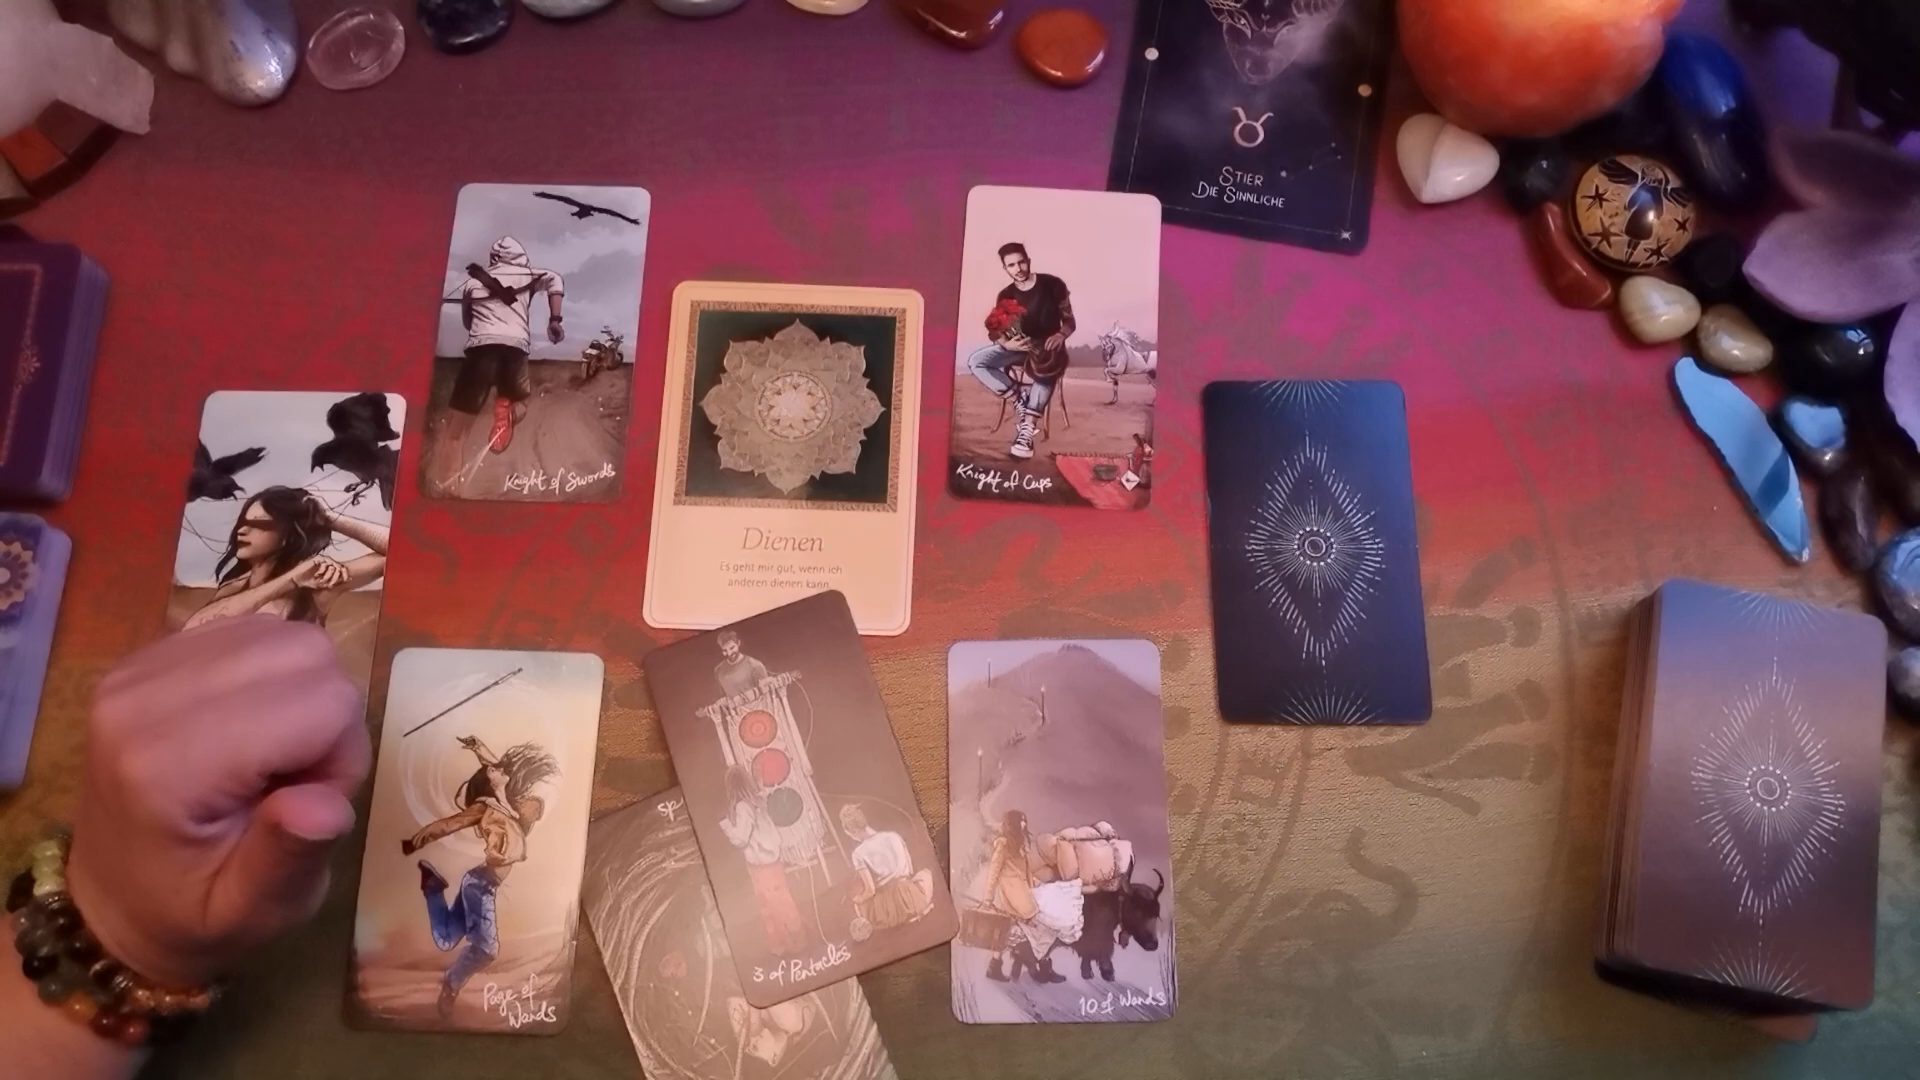 STIER
DIE SINNLICHE
Knight of Swords
Knight of Cups
Dienen
Es geht mir gut, wenn ich
anderen dienen kann.
3 of Pentacles
Page of
Wands
10 of Wands